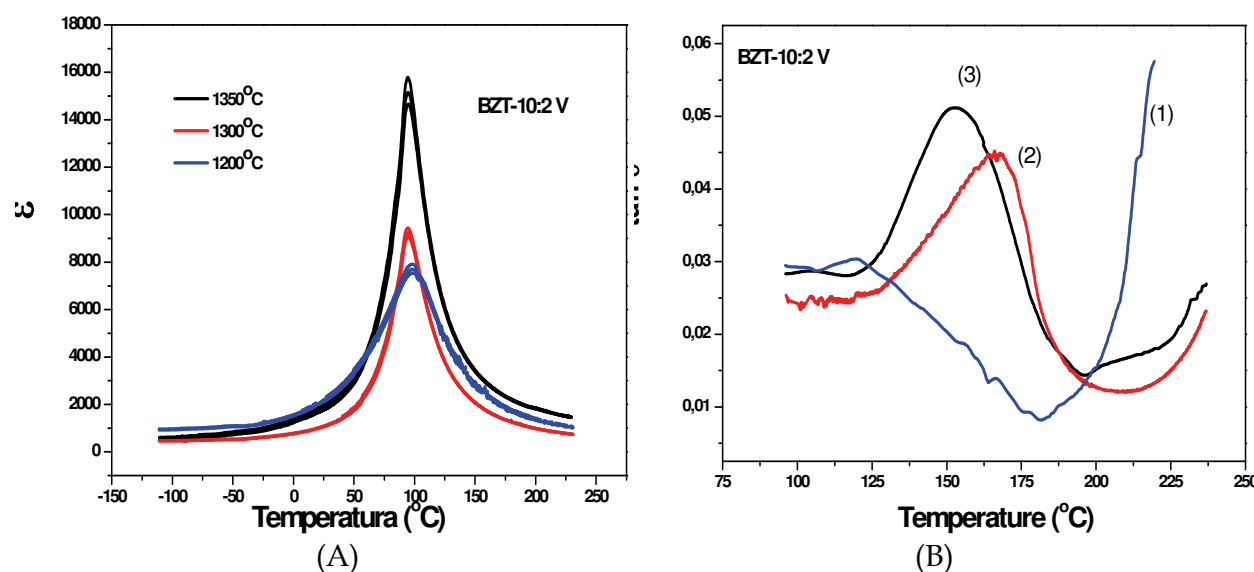 18000
16000
14000
12000
10000
8000
6000
4000
2000
0
ε
1350°C
1300°C
1200°C
BZT-10:2 V
-150 -100 -50 0 50 100 150 200 250
Temperatura (°C)
(A)
0,06
0,05
0,04
0,03
0,02
0,01
BZT-10:2 V
(3)
(2)
(1)
75 100 125 150 175 200 225
Temperature (°C)
(B)